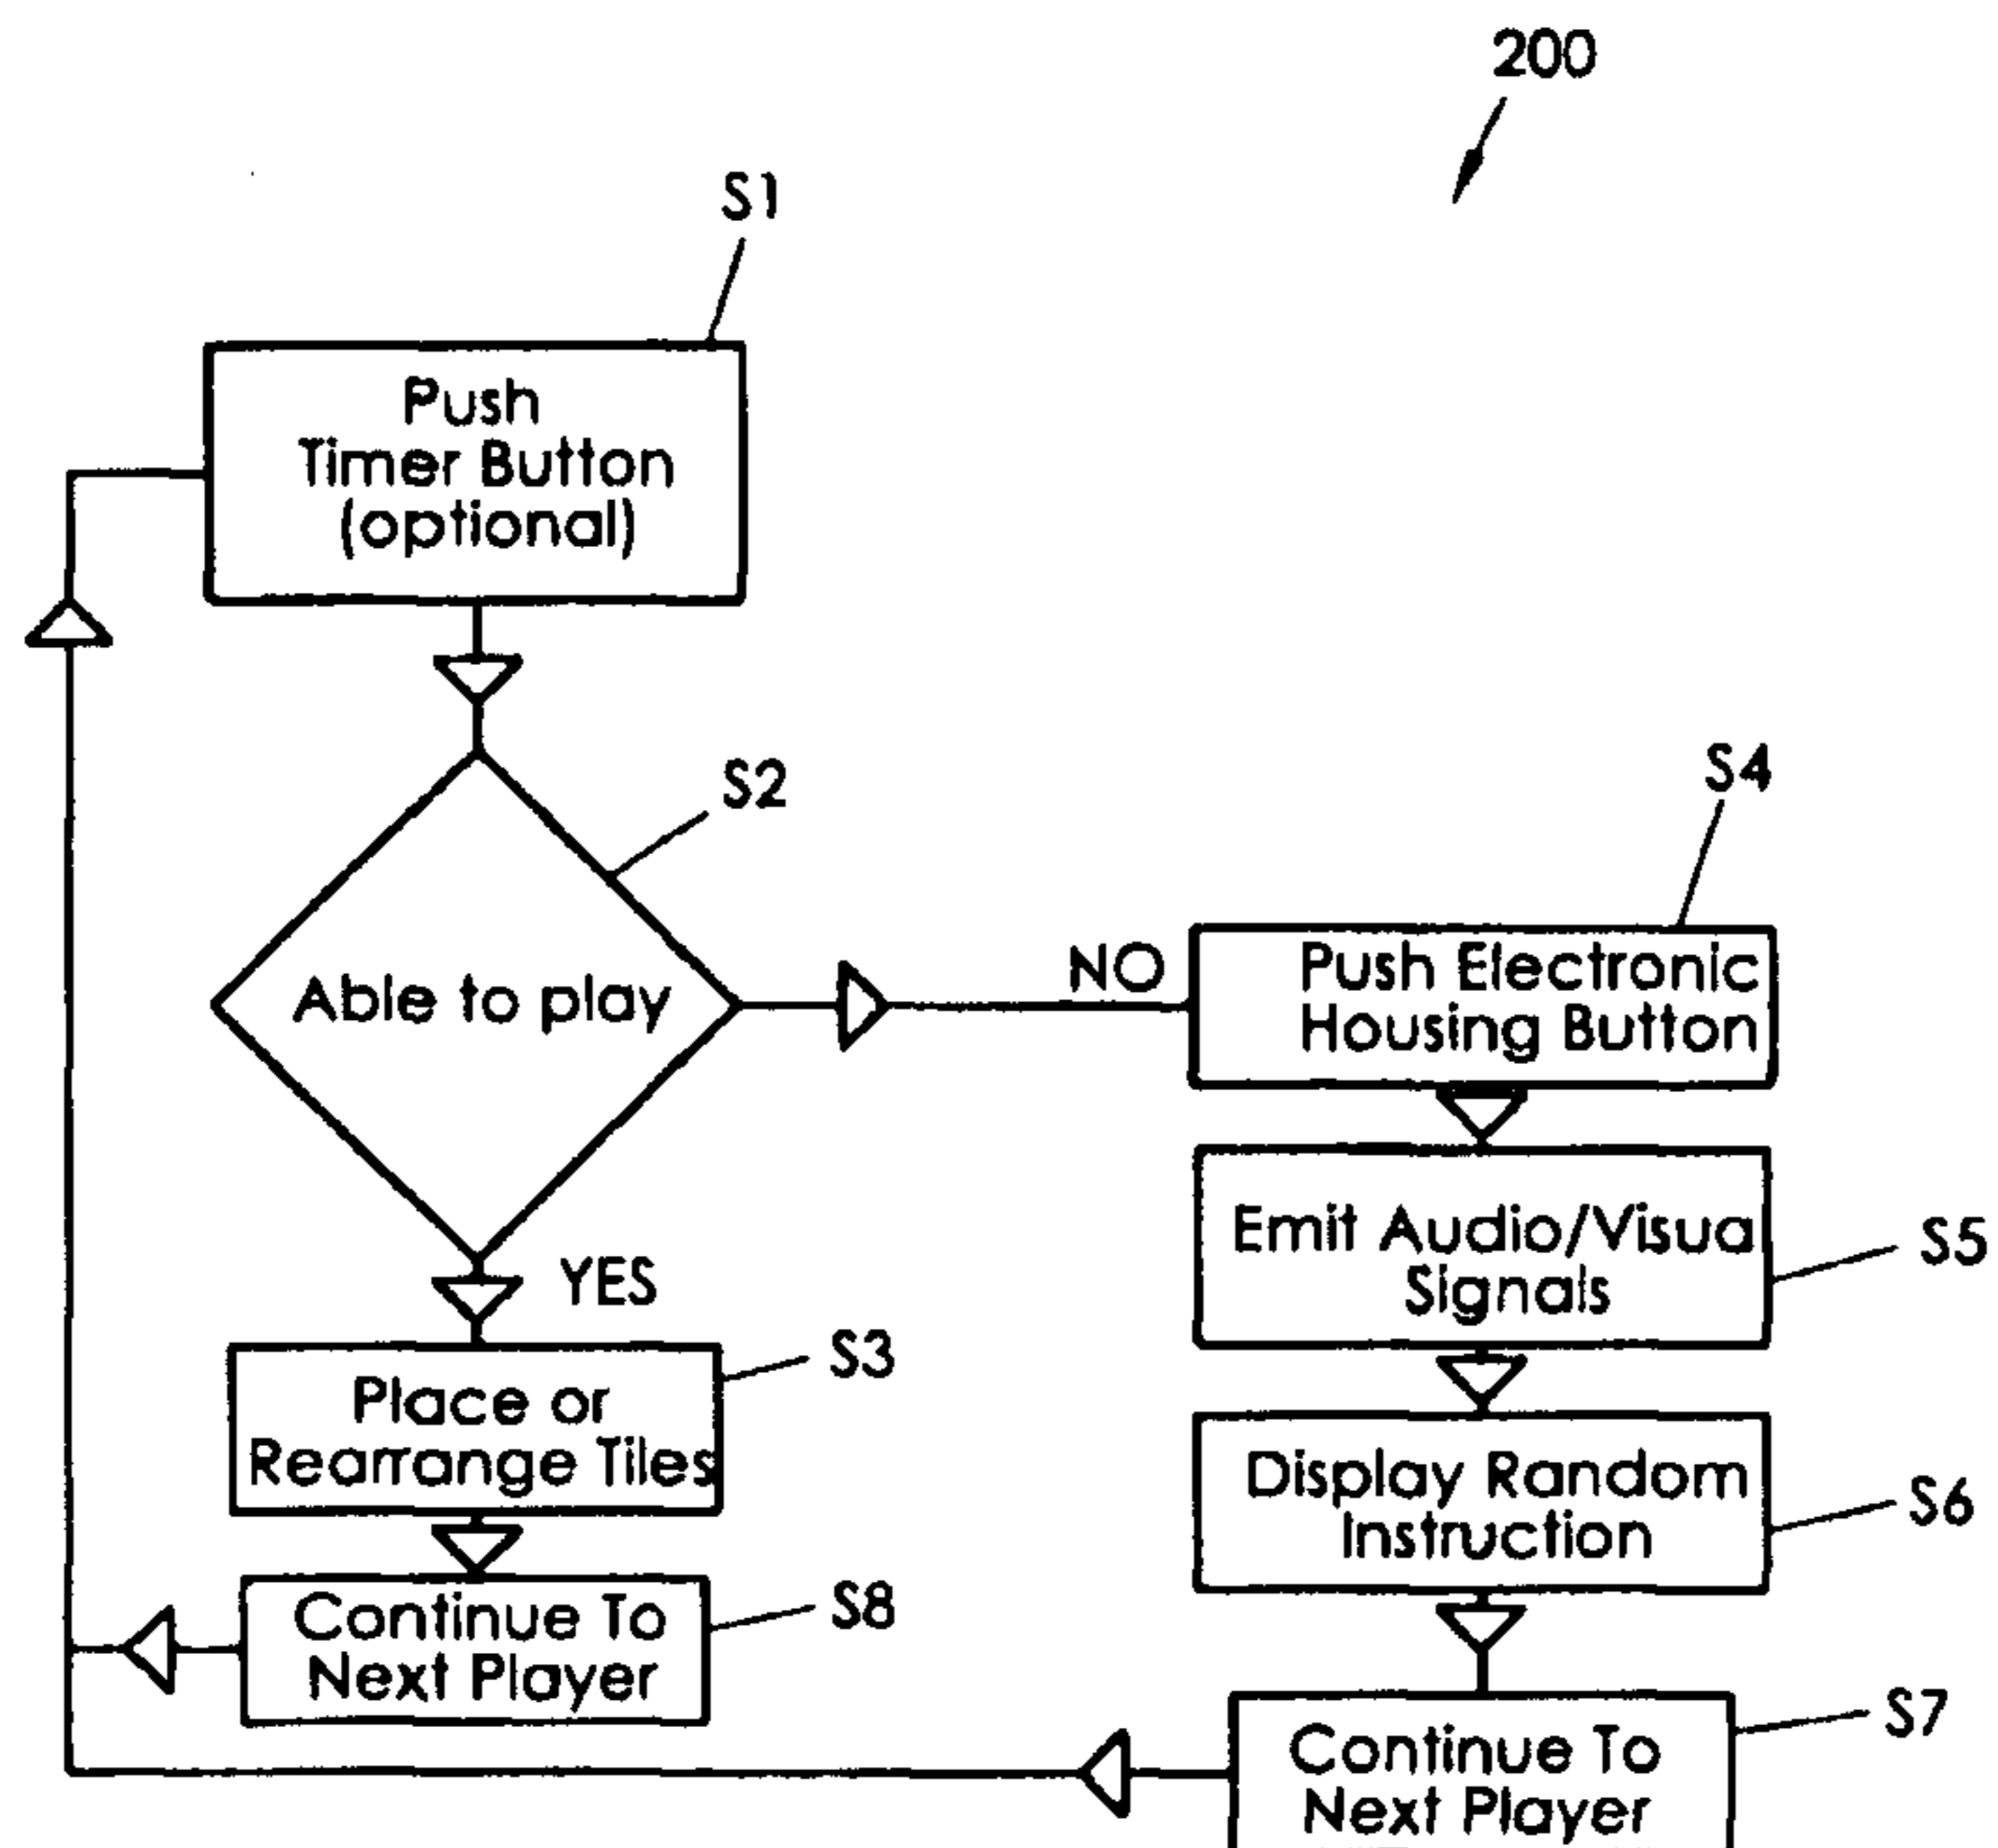 200
S1
Push
Timer Button
(optional)
S2
Able to play
NO
S4
Push Electronic
Housing Button
YES
Emit Audio/Visua
Signals
S5
S3
Place or
Rearrange Tiles
Display Random
Instruction
S6
Continue To
Next Player
S8
Continue To
Next Player
S7